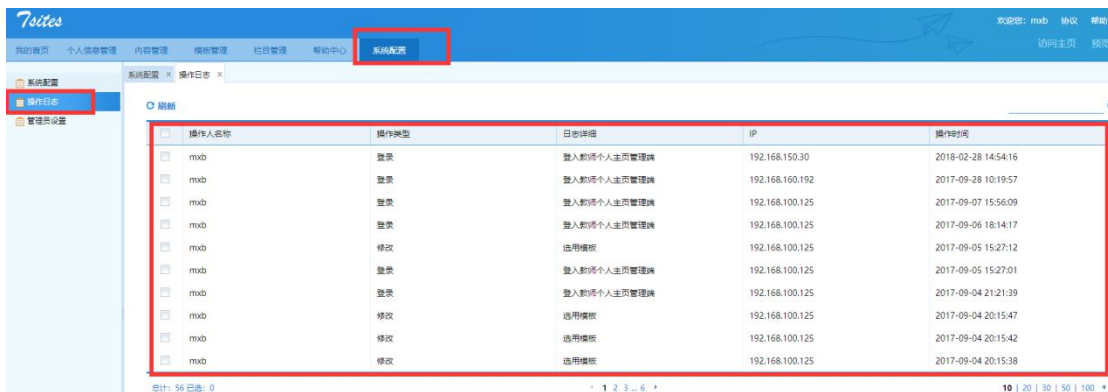 Tsites
欢迎您: mxb 协议 帮助
我的首页 个人信息管理 内容管理 模板管理 栏目管理 帮助中心 系统配置
访问主页 预览
系统配置
操作日志
管理员设置
系统配置 × 操作日志 ×
刷新
操作人名称 操作类型 日志详细 IP 操作时间
mxb 登录 登入教师个人主页管理端 192.168.150.30 2018-02-28 14:54:16
mxb 登录 登入教师个人主页管理端 192.168.160.192 2017-09-28 10:19:57
mxb 登录 登入教师个人主页管理端 192.168.100.125 2017-09-07 15:56:09
mxb 登录 登入教师个人主页管理端 192.168.100.125 2017-09-06 18:14:17
mxb 修改 选用模板 192.168.100.125 2017-09-05 15:27:12
mxb 登录 登入教师个人主页管理端 192.168.100.125 2017-09-05 15:27:01
mxb 登录 登入教师个人主页管理端 192.168.100.125 2017-09-04 21:21:39
mxb 修改 选用模板 192.168.100.125 2017-09-04 20:15:47
mxb 修改 选用模板 192.168.100.125 2017-09-04 20:15:42
mxb 修改 选用模板 192.168.100.125 2017-09-04 20:15:38
总计: 56 已选: 0 1 2 3 .. 6 10 | 20 | 30 | 50 | 100